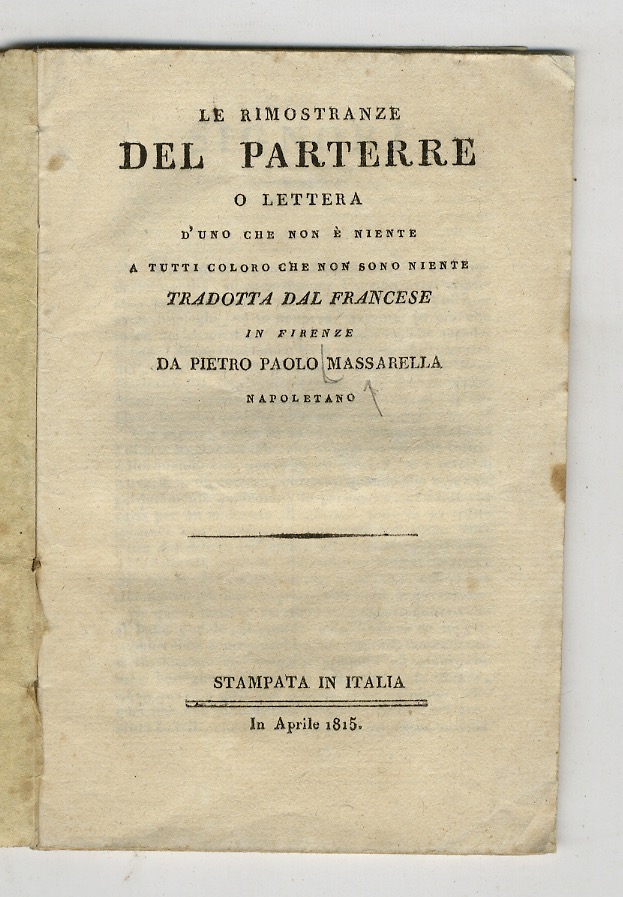 LE RIMOSTRANZE
DEL PARTERRE
O LETTERA
D'UNO CHE NON È NIENTE
A TUTTI COLORO CHE NON SONO NIENTE
TRADOTTA DAL FRANCESE
IN FIRENZE
DA PIETRO PAOLO MASSARELLA
NAPOLETANO
STAMPATA IN ITALIA
In Aprile 1815.